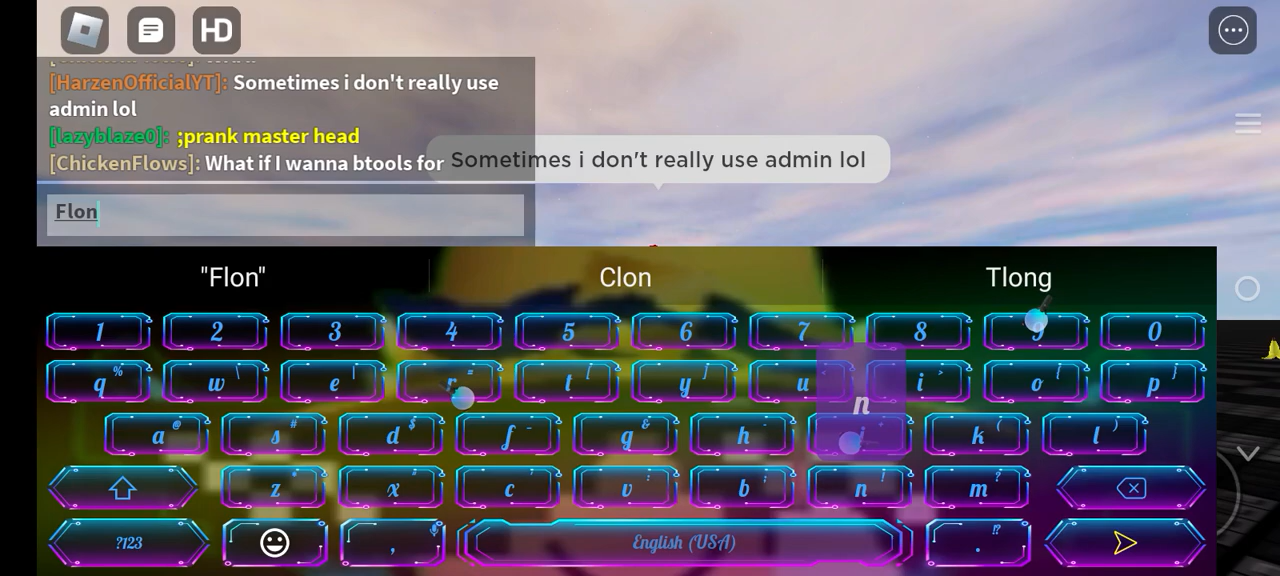 HD
[HarzenOfficialYT]: Sometimes i don't really use
admin lol
[lazyblaze0]: ;prank master head
[ChickenFlows]: What if I wanna btools for
Sometimes i don't really use admin lol
Flon
"Flon" Clon Tlong
1 2 3 4 5 6 7 8 9 0
q % w \ e | r = t [ y ] u i > o { p }
n
a @ s # d $ f - g & h - j + k ( l )
z * x " c ' v : b ; n ! m ?
?123 , English (USA) . !?